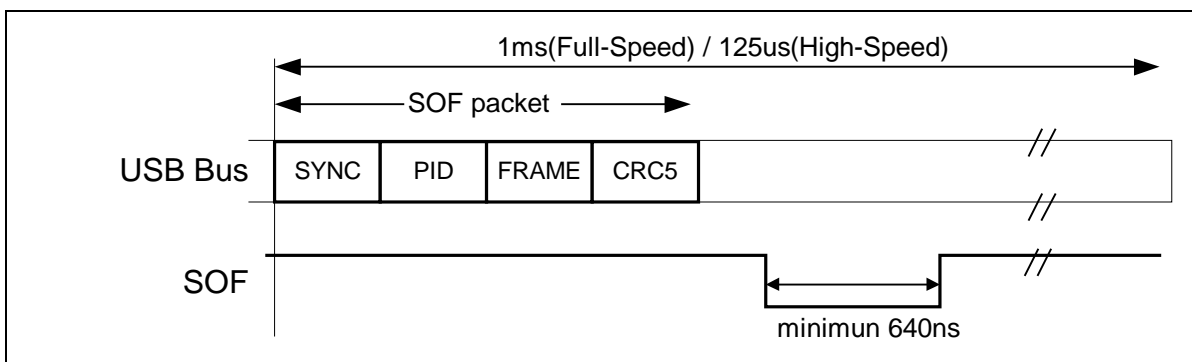 1ms(Full-Speed) / 125us(High-Speed)
SOF packet
USB Bus SYNC PID FRAME CRC5
SOF
minimun 640ns